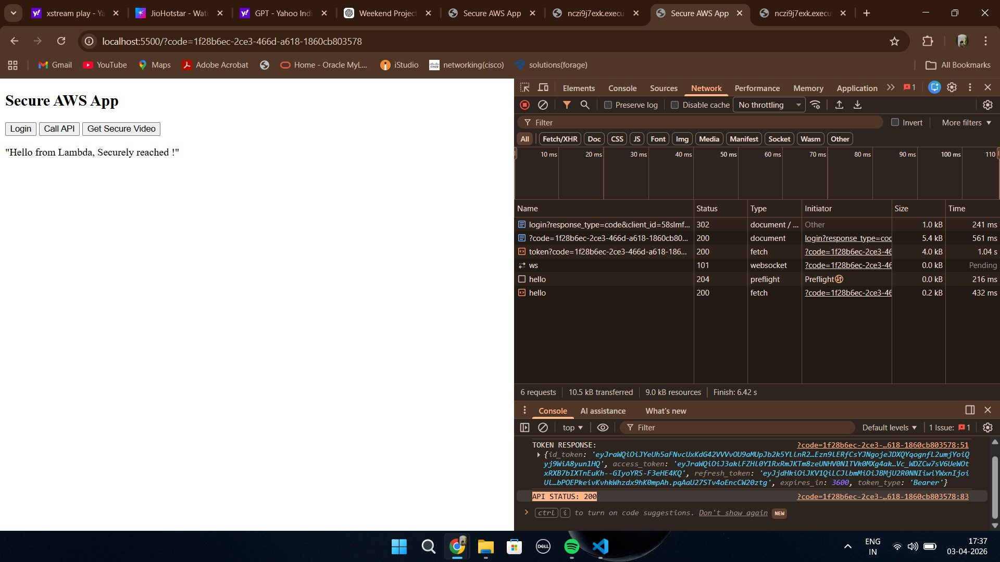 xstream play - Ya
JioHotstar - Watc
GPT - Yahoo Indi
Weekend Project
Secure AWS App
nczi9j7exk.execu
Secure AWS App
nczi9j7exk.execu
localhost:5500/?code=1f28b6ec-2ce3-466d-a618-1860cb803578
Gmail
YouTube
Maps
Adobe Acrobat
Home - Oracle MyL...
iStudio
networking(cisco)
solutions(forage)
All Bookmarks
Secure AWS App
Login
Call API
Get Secure Video
"Hello from Lambda, Securely reached !"
Elements
Console
Sources
Network
Performance
Memory
Application
1
Preserve log
Disable cache
No throttling
Filter
Invert
More filters
All
Fetch/XHR
Doc
CSS
JS
Font
Img
Media
Manifest
Socket
Wasm
Other
10 ms
20 ms
30 ms
40 ms
50 ms
60 ms
70 ms
80 ms
90 ms
100 ms
110
Name Status Type Initiator Size Time
login?response_type=code&client_id=58slmf... 302 document / ... Other 1.0 kB 241 ms
?code=1f28b6ec-2ce3-466d-a618-1860cb80... 200 document login?response_type=coc 5.4 kB 561 ms
token?code=1f28b6ec-2ce3-466d-a618-186... 200 fetch ?code=1f28b6ec-2ce3-46 4.0 kB 1.04 s
ws 101 websocket ?code=1f28b6ec-2ce3-46 0.0 kB Pending
hello 204 preflight Preflight 0.0 kB 216 ms
hello 200 fetch ?code=1f28b6ec-2ce3-46 0.2 kB 432 ms
6 requests
10.5 kB transferred
9.0 kB resources
Finish: 6.42 s
Console
AI assistance
What's new
top
Filter
Default levels
1 Issue: 1
TOKEN RESPONSE: ?code=1f28b6ec-2ce3-…618-1860cb803578:51
{id_token: 'eyJraWQiOiJYeUh5aFNvcUxKdG42VVVvOU9aMUpJb2k5YllnR2…Ezn9lERfCsYJNgojeJDXQYqognfL2umjYoiQ
yj9WiA8yun1HQ', access_token: 'eyJraWQiOiJ3aklFZHl0Y1RxRmJKTm8zeUNHV0N1TVk0MXg4ak…Vc_WDZCw7sV6UeWOt
xRXB7bIXTnEuKh--GIyoYRS-F3eHE4KQ', refresh_token: 'eyJjdHkiOiJKV1QiLCJlbmMiOiJBMjU2R0NNIiwiYWxnIjoi
Ul…bPOEPkeivKvhkWhzdx9hK0mpAh.pqAaU27STv4oEncCW20ztg', expires_in: 3600, token_type: 'Bearer'}
API STATUS: 200 ?code=1f28b6ec-2ce3-…618-1860cb803578:83
ctrl i to turn on code suggestions. Don't show again NEW
DELL
ENG
IN
17:37
03-04-2026